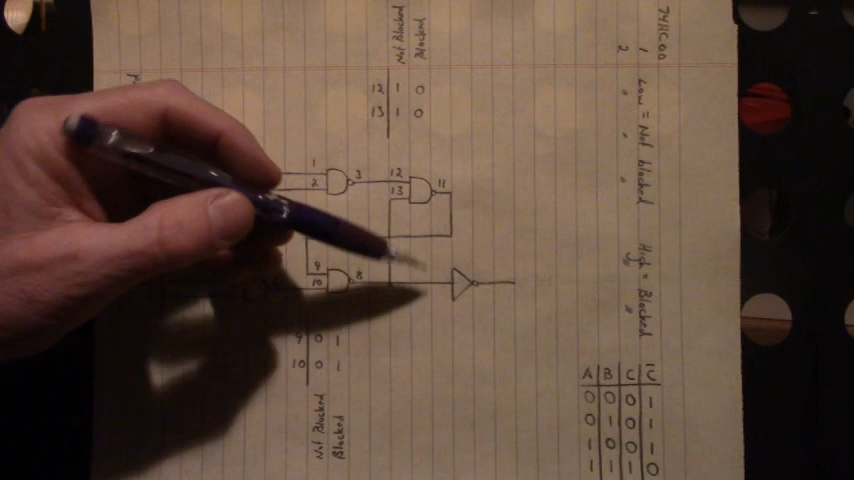 74HC00
1 Low = Not blocked High = Blocked
2 " " " " "
Not Blocked
Blocked
12 1 0
13 1 0
1
2
3
12
13
11
9
10
8
9 0 1
10 0 1
Not Blocked
Blocked
A B C C̅
0 0 0 1
0 1 0 1
1 0 0 1
1 1 1 0